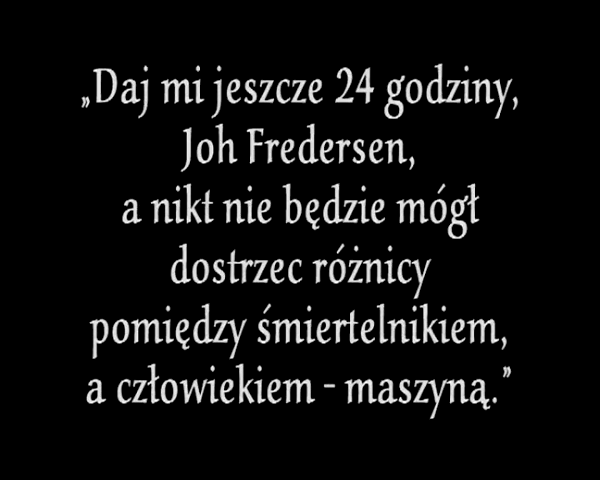 „Daj mi jeszcze 24 godziny,
Joh Fredersen,
a nikt nie będzie mógł
dostrzec różnicy
pomiędzy śmiertelnikiem,
a człowiekiem - maszyną.”